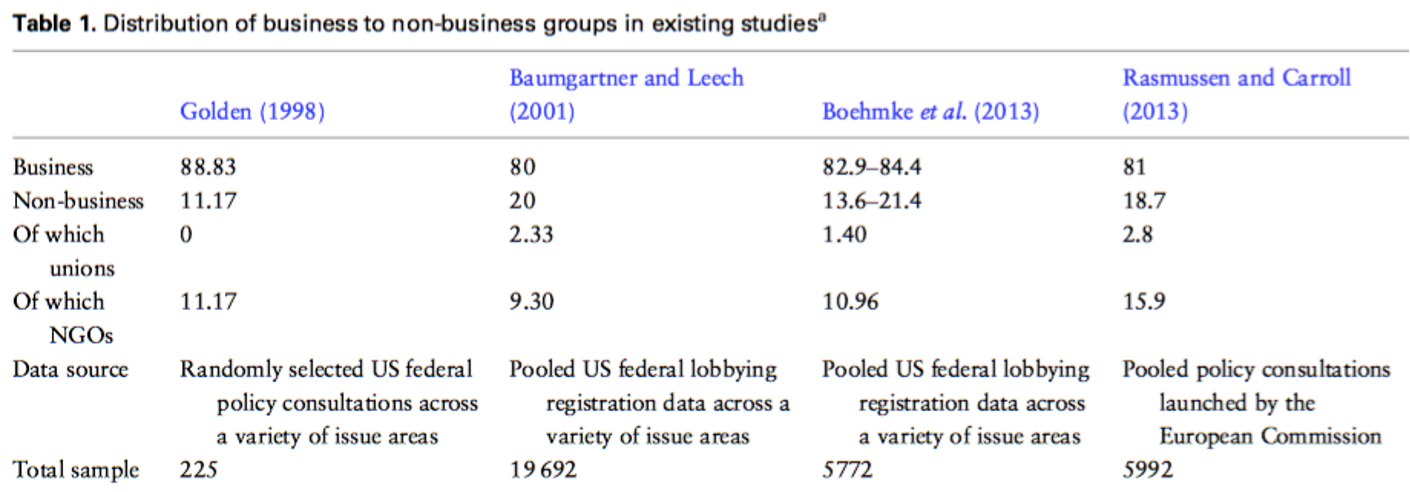 Table 1. Distribution of business to non-business groups in existing studiesᵃ
Golden (1998) Baumgartner and Leech (2001) Boehmke et al. (2013) Rasmussen and Carroll (2013)
Business 88.83 80 82.9–84.4 81
Non-business 11.17 20 13.6–21.4 18.7
Of which unions 0 2.33 1.40 2.8
Of which NGOs 11.17 9.30 10.96 15.9
Data source Randomly selected US federal policy consultations across a variety of issue areas Pooled US federal lobbying registration data across a variety of issue areas Pooled US federal lobbying registration data across a variety of issue areas Pooled policy consultations launched by the European Commission
Total sample 225 19 692 5772 5992